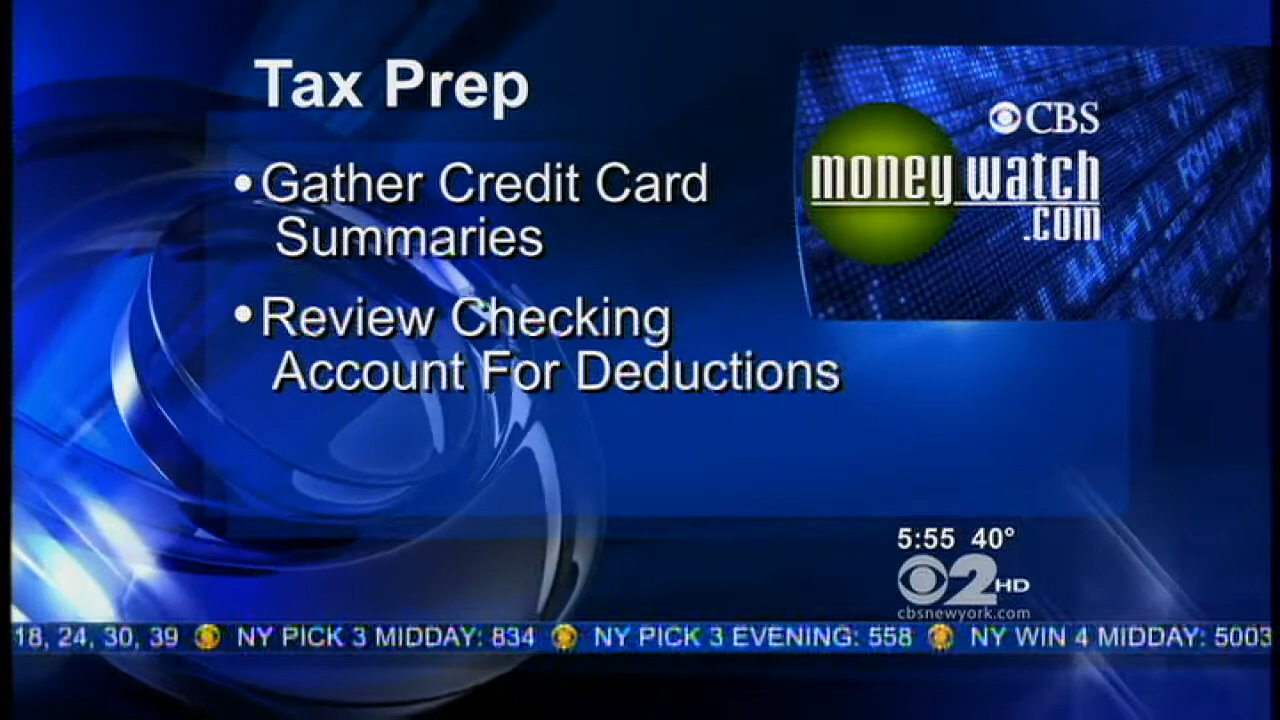 Tax Prep
•Gather Credit Card
Summaries
•Review Checking
Account For Deductions
CBS
money watch
.com
5:55 40°
2 HD
cbsnewyork.com
18, 24, 30, 39 NY PICK 3 MIDDAY: 834 NY PICK 3 EVENING: 558 NY WIN 4 MIDDAY: 5003